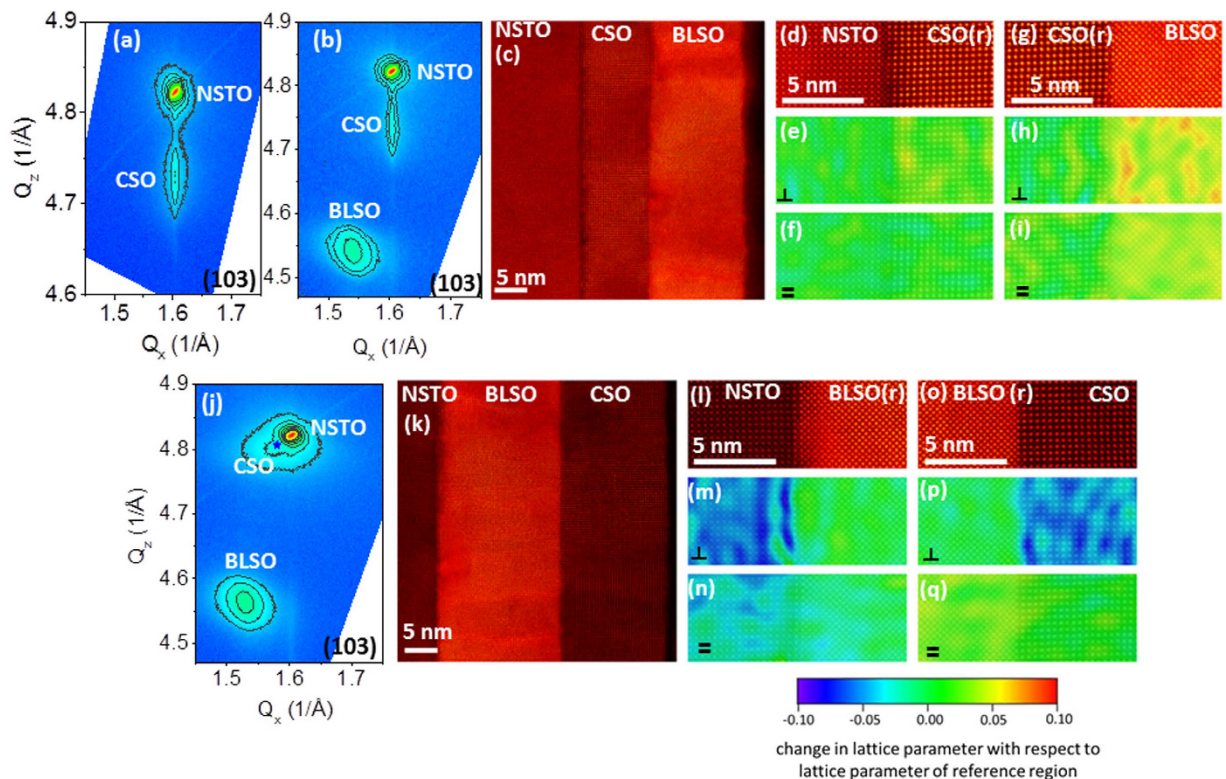 4.9
(a)
NSTO
4.8
CSO
4.7
4.6
(103)
1.5 1.6 1.7
Qx (1/Å)
Qz (1/Å)
4.9
(b)
NSTO
4.8
CSO
4.7
4.6
BLSO
4.5
(103)
1.5 1.6 1.7
Qx (1/Å)
NSTO CSO BLSO
(c)
5 nm
(d) NSTO CSO(r)
5 nm
(g) CSO(r) BLSO
5 nm
(e)
⊥
(h)
⊥
(f)
=
(i)
=
4.9
(j)
NSTO
4.8
CSO
4.7
4.6
BLSO
4.5
(103)
1.5 1.6 1.7
Qx (1/Å)
Qz (1/Å)
NSTO BLSO CSO
(k)
5 nm
(l) NSTO BLSO(r)
5 nm
(o) BLSO (r) CSO
5 nm
(m)
⊥
(p)
⊥
(n)
=
(q)
=
-0.10 -0.05 0.00 0.05 0.10
change in lattice parameter with respect to
lattice parameter of reference region